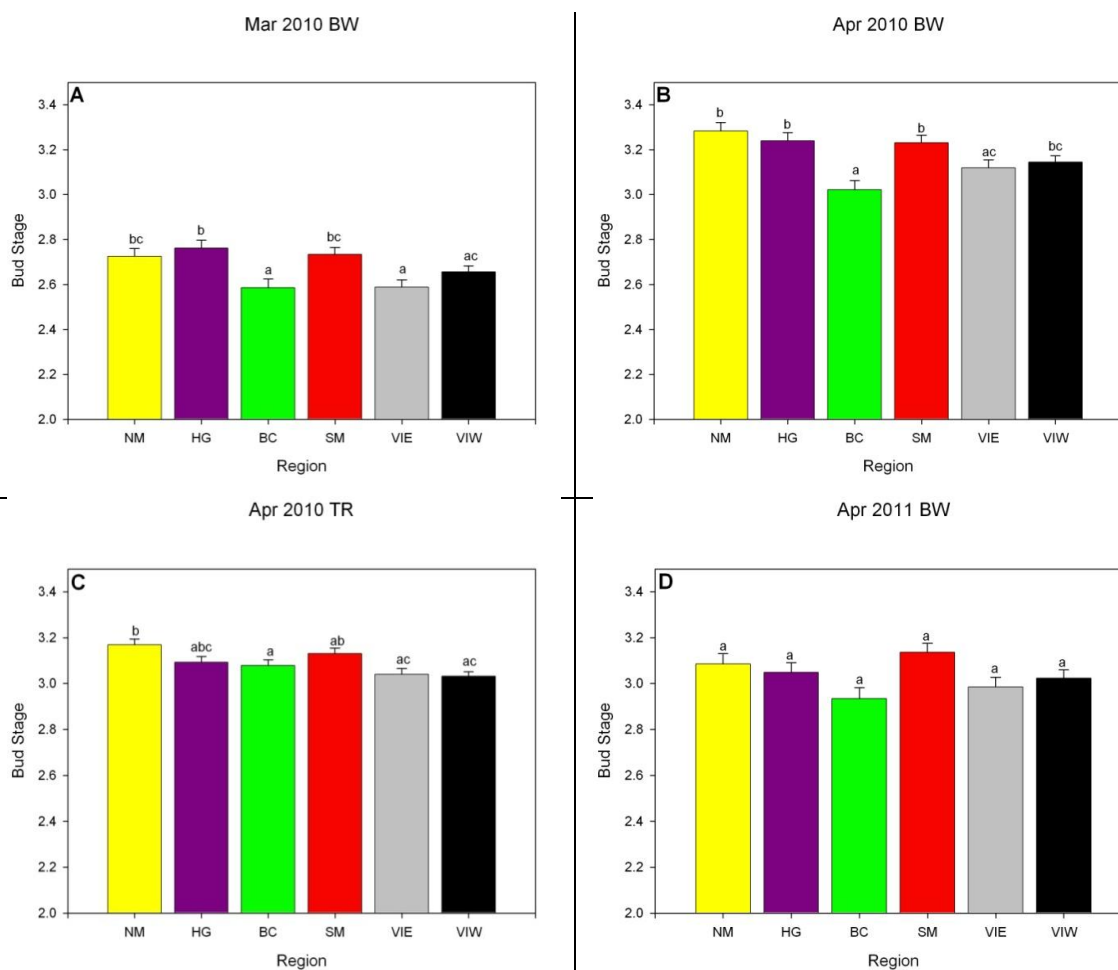 Mar 2010 BW
A
Bud Stage
3.4
3.2
3.0
2.8
2.6
2.4
2.2
2.0
bc
b
a
bc
a
ac
NM HG BC SM VIE VIW
Region
Apr 2010 BW
B
Bud Stage
3.4
3.2
3.0
2.8
2.6
2.4
2.2
2.0
b
b
a
b
ac
bc
NM HG BC SM VIE VIW
Region
Apr 2010 TR
C
Bud Stage
3.4
3.2
3.0
2.8
2.6
2.4
2.2
2.0
b
abc
a
ab
ac
ac
NM HG BC SM VIE VIW
Region
Apr 2011 BW
D
Bud Stage
3.4
3.2
3.0
2.8
2.6
2.4
2.2
2.0
a
a
a
a
a
a
NM HG BC SM VIE VIW
Region